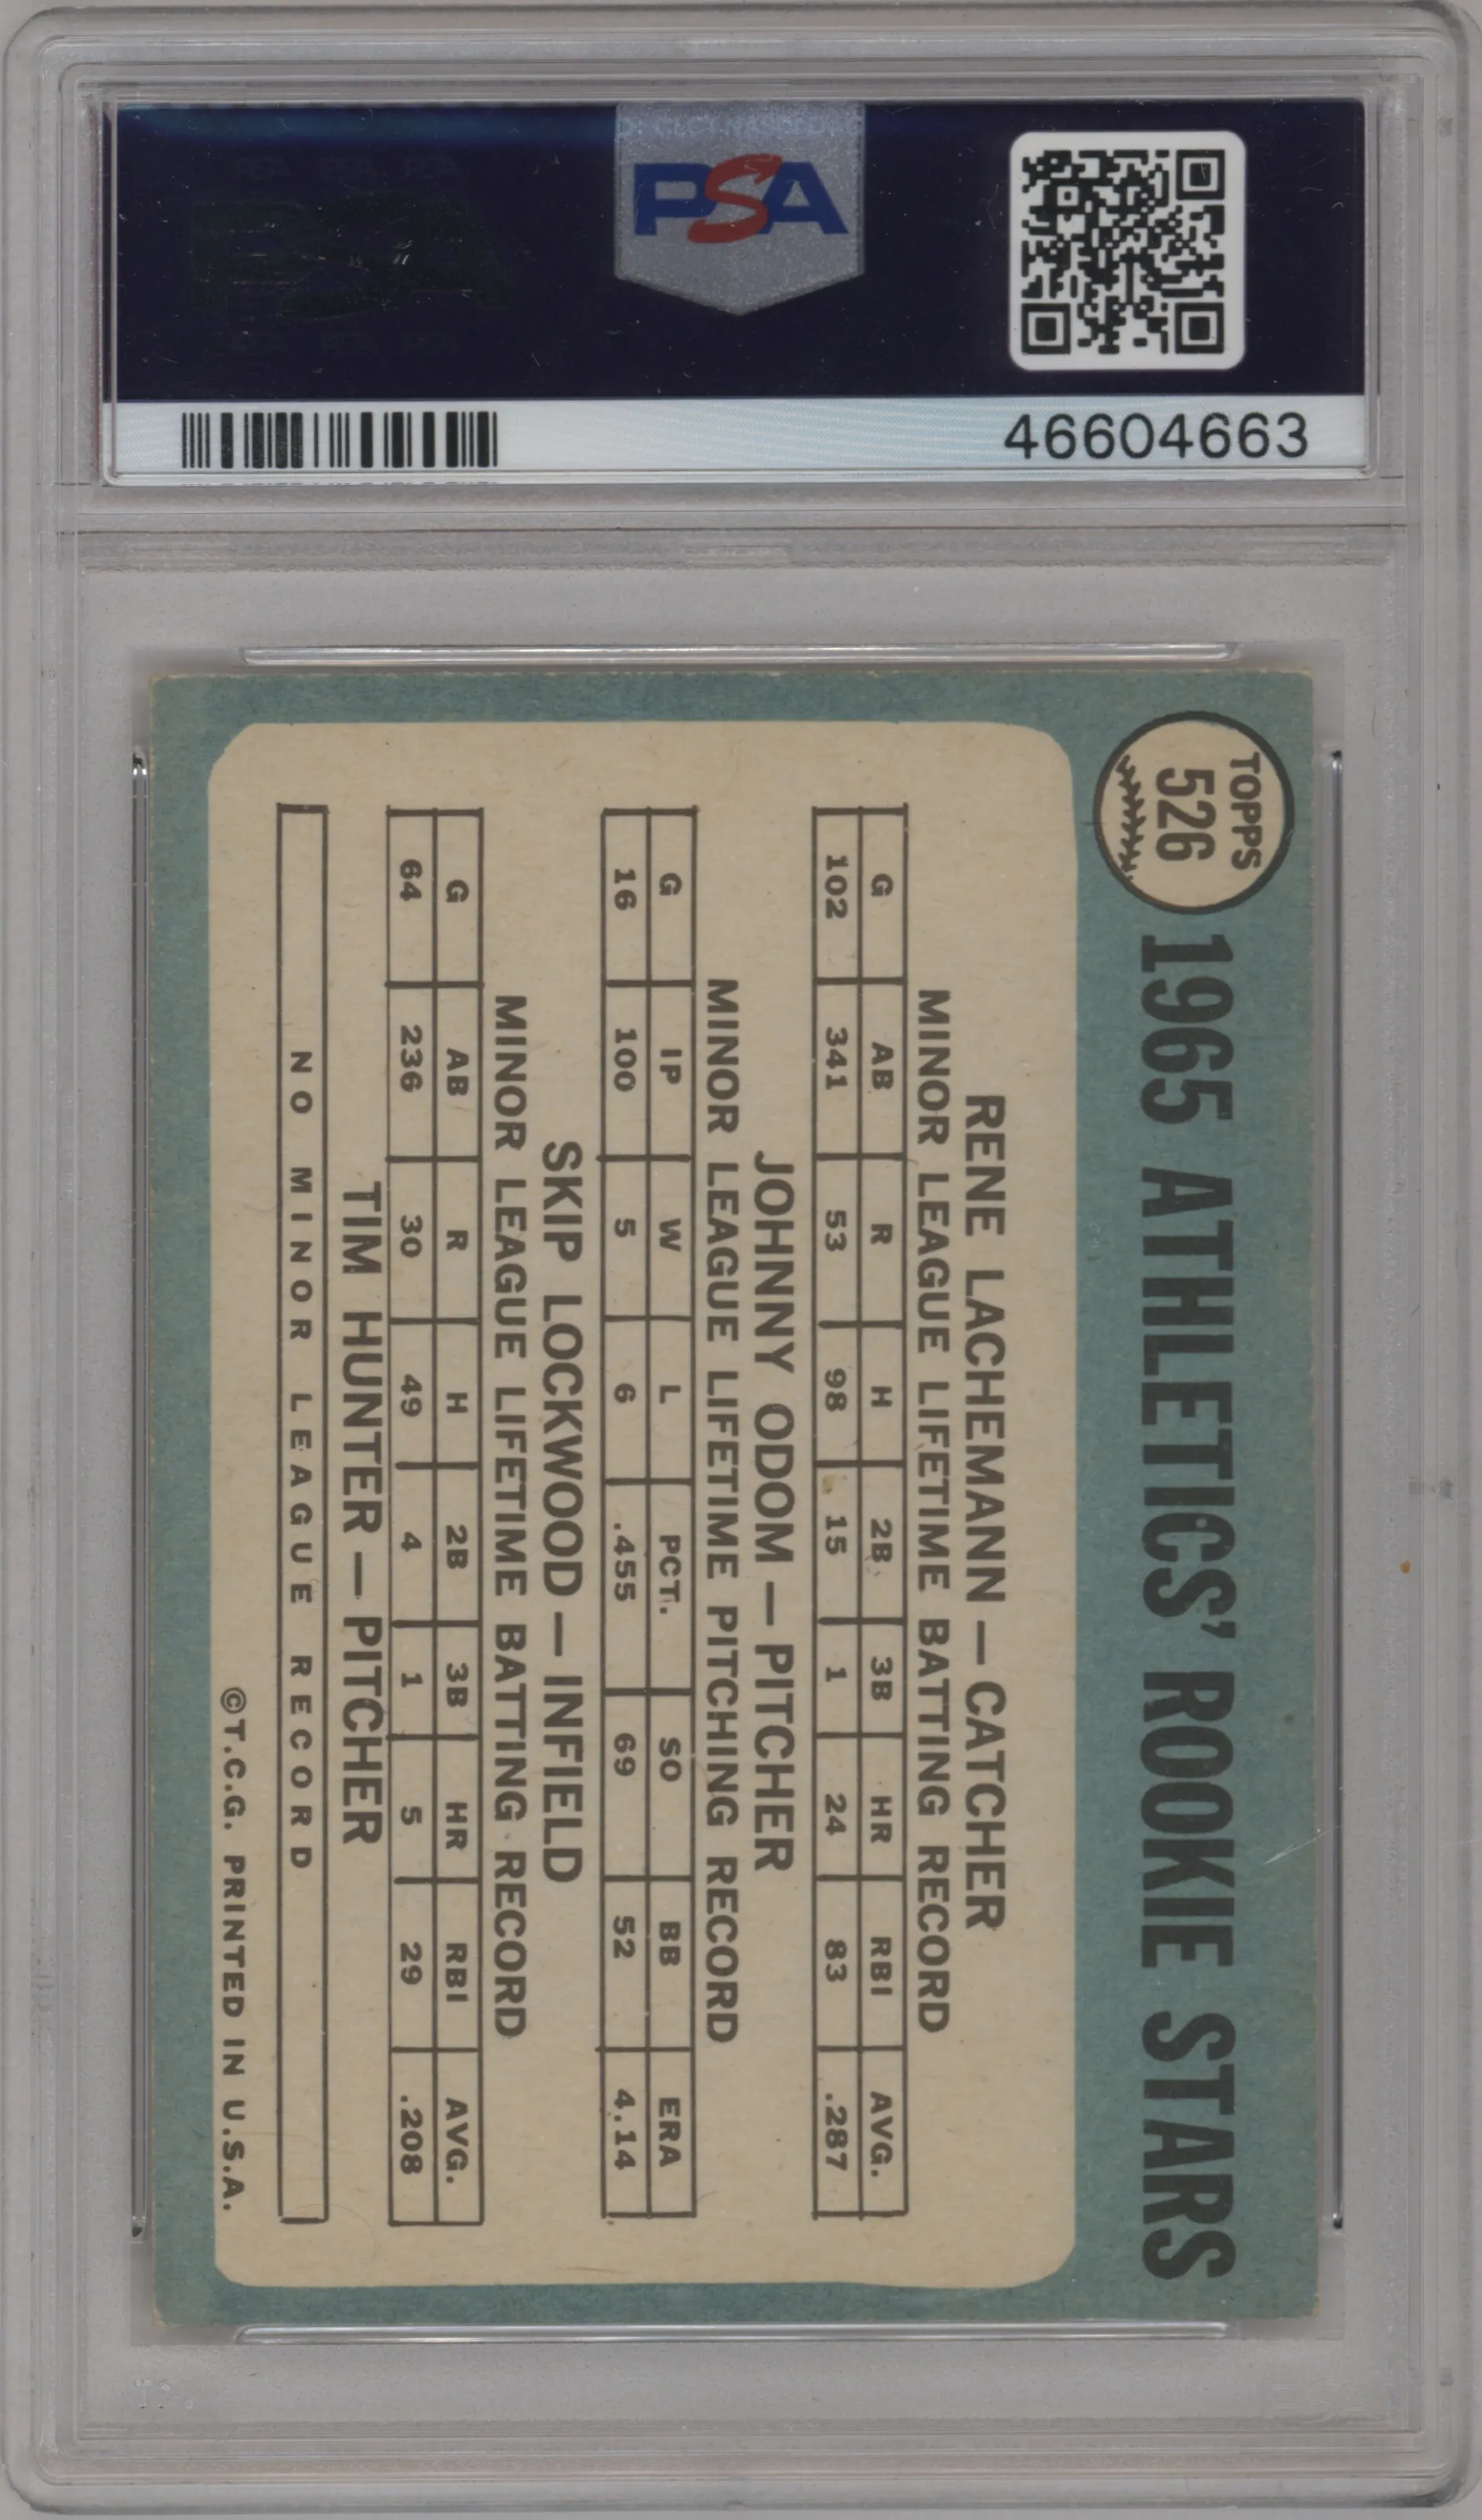 PSA
46604663
TOPPS
526
1965 ATHLETICS' ROOKIE STARS
RENE LACHEMANN — CATCHER
MINOR LEAGUE LIFETIME BATTING RECORD
G AB R H 2B 3B HR RBI AVG.
102 341 53 98 15 1 24 83 .287
JOHNNY ODOM — PITCHER
MINOR LEAGUE LIFETIME PITCHING RECORD
G IP W L PCT. SO BB ERA
16 100 5 6 .455 69 52 4.14
SKIP LOCKWOOD — INFIELD
MINOR LEAGUE LIFETIME BATTING RECORD
G AB R H 2B 3B HR RBI AVG.
64 236 30 49 4 1 5 29 .208
TIM HUNTER — PITCHER
NO MINOR LEAGUE RECORD
©T.C.G. PRINTED IN U.S.A.